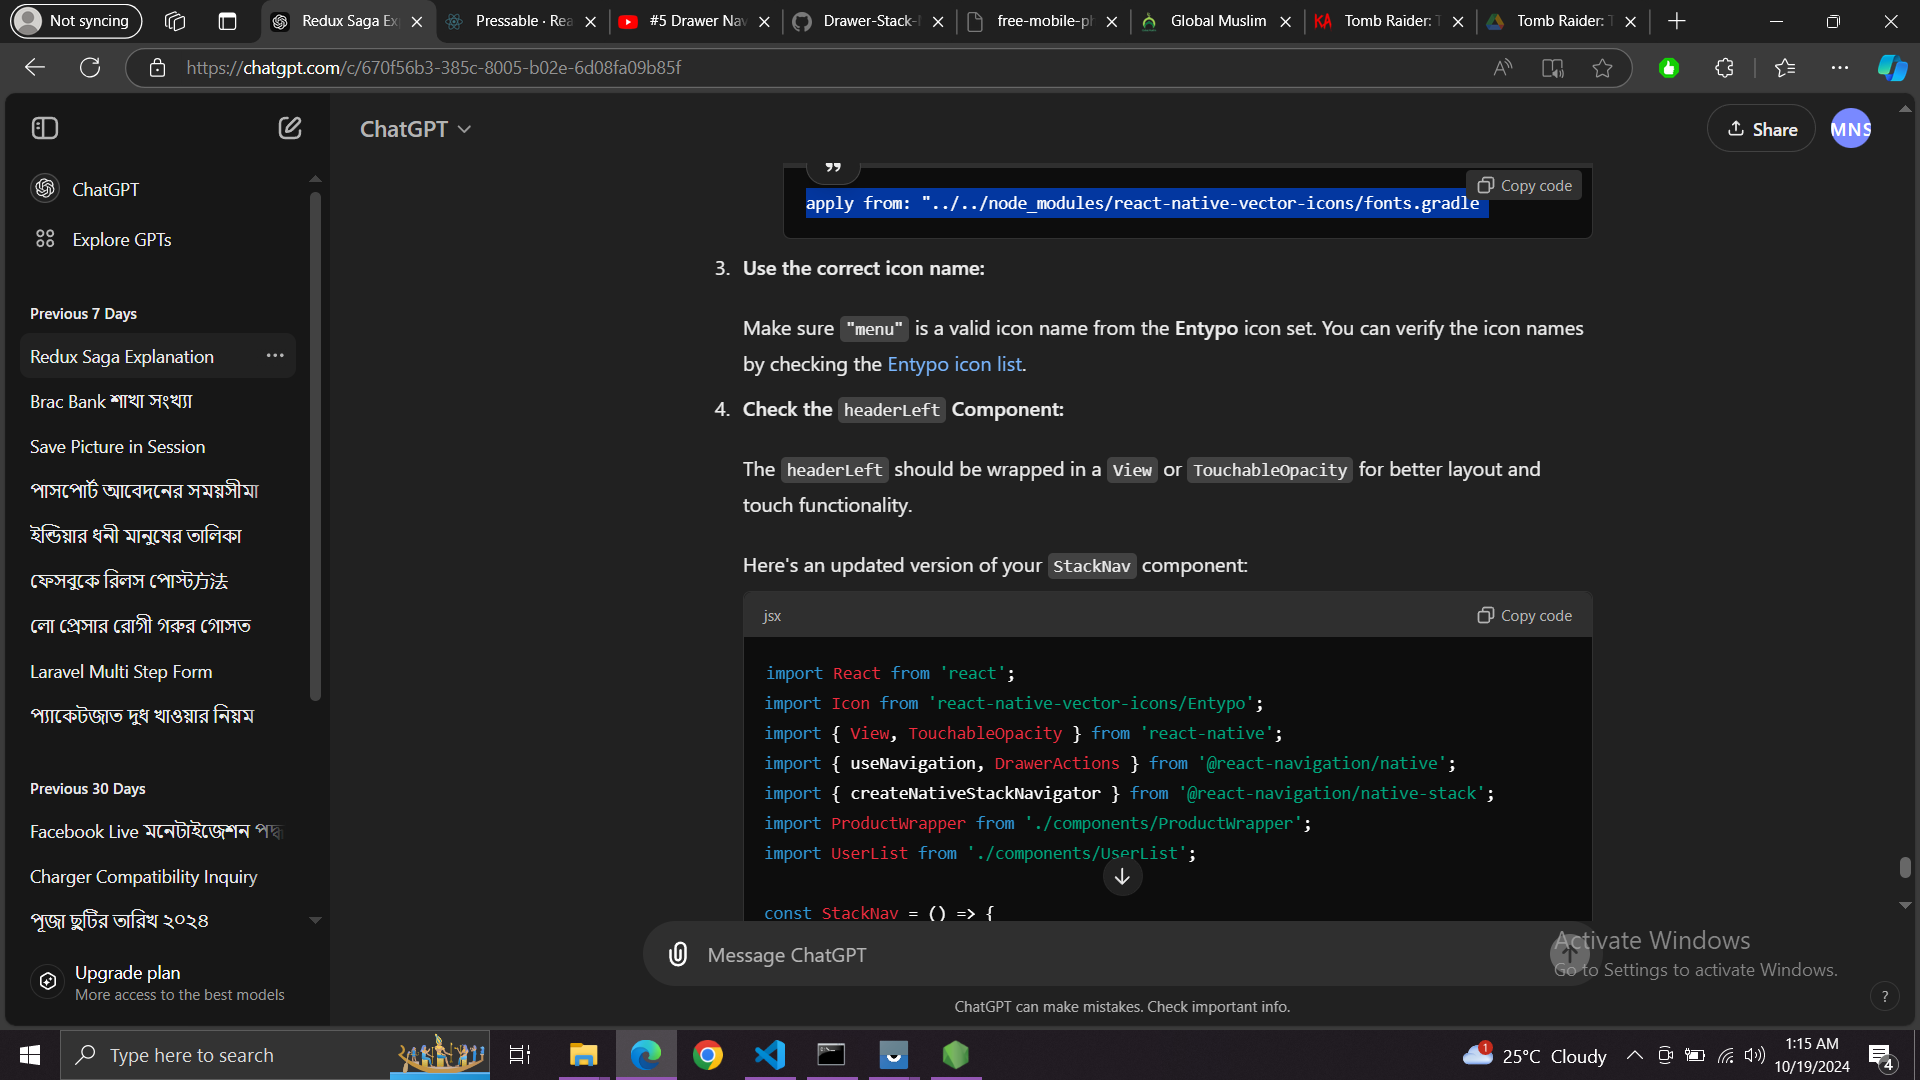 Not syncing
Redux Saga Ex
Pressable · Rea
#5 Drawer Nav
Drawer-Stack-
free-mobile-ph
Global Muslim
Tomb Raider: T
Tomb Raider: T
https://chatgpt.com/c/670f56b3-385c-8005-b02e-6d08fa09b85f
ChatGPT
Share
MNS
ChatGPT
Explore GPTs
Previous 7 Days
Redux Saga Explanation
Brac Bank শাখা সংখ্যা
Save Picture in Session
পাসপোর্ট আবেদনের সময়সীমা
ইন্ডিয়ার ধনী মানুষের তালিকা
ফেসবুকে রিলস পোস্ট方法
লো প্রেসার রোগী গরুর গোসত
Laravel Multi Step Form
প্যাকেটজাত দুধ খাওয়ার নিয়ম
Previous 30 Days
Facebook Live মনেটাইজেশন পদ্ধ
Charger Compatibility Inquiry
পূজা ছুটির তারিখ ২০২৪
Upgrade plan
More access to the best models
Copy code
apply from: "../../node_modules/react-native-vector-icons/fonts.gradle
3. Use the correct icon name:
Make sure "menu" is a valid icon name from the Entypo icon set. You can verify the icon names
by checking the Entypo icon list.
4. Check the headerLeft Component:
The headerLeft should be wrapped in a View or TouchableOpacity for better layout and
touch functionality.
Here's an updated version of your StackNav component:
jsx
Copy code
import React from 'react';
import Icon from 'react-native-vector-icons/Entypo';
import { View, TouchableOpacity } from 'react-native';
import { useNavigation, DrawerActions } from '@react-navigation/native';
import { createNativeStackNavigator } from '@react-navigation/native-stack';
import ProductWrapper from './components/ProductWrapper';
import UserList from './components/UserList';
const StackNav = () => {
Message ChatGPT
ChatGPT can make mistakes. Check important info.
Activate Windows
Go to Settings to activate Windows.
?
Type here to search
1
25°C Cloudy
1:15 AM
10/19/2024
4